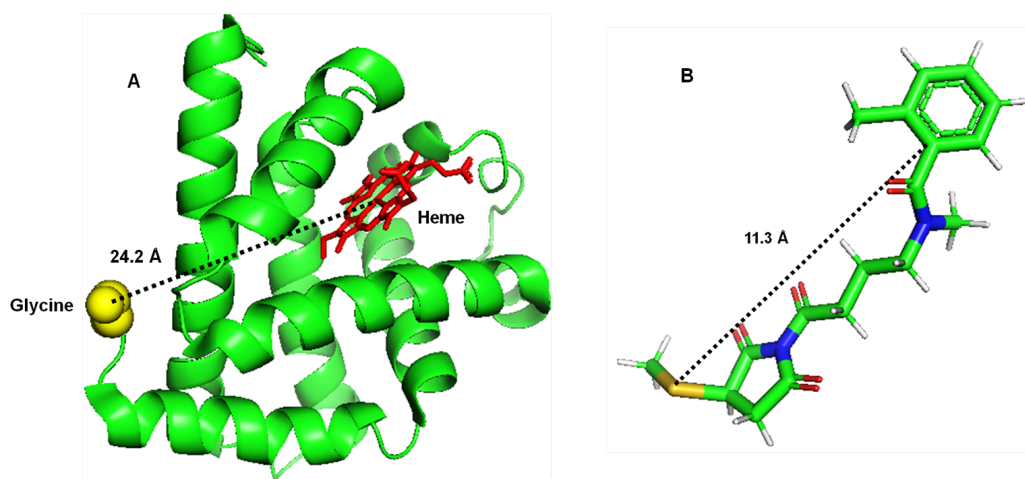 A
Heme
24.2 Å
Glycine
B
11.3 Å